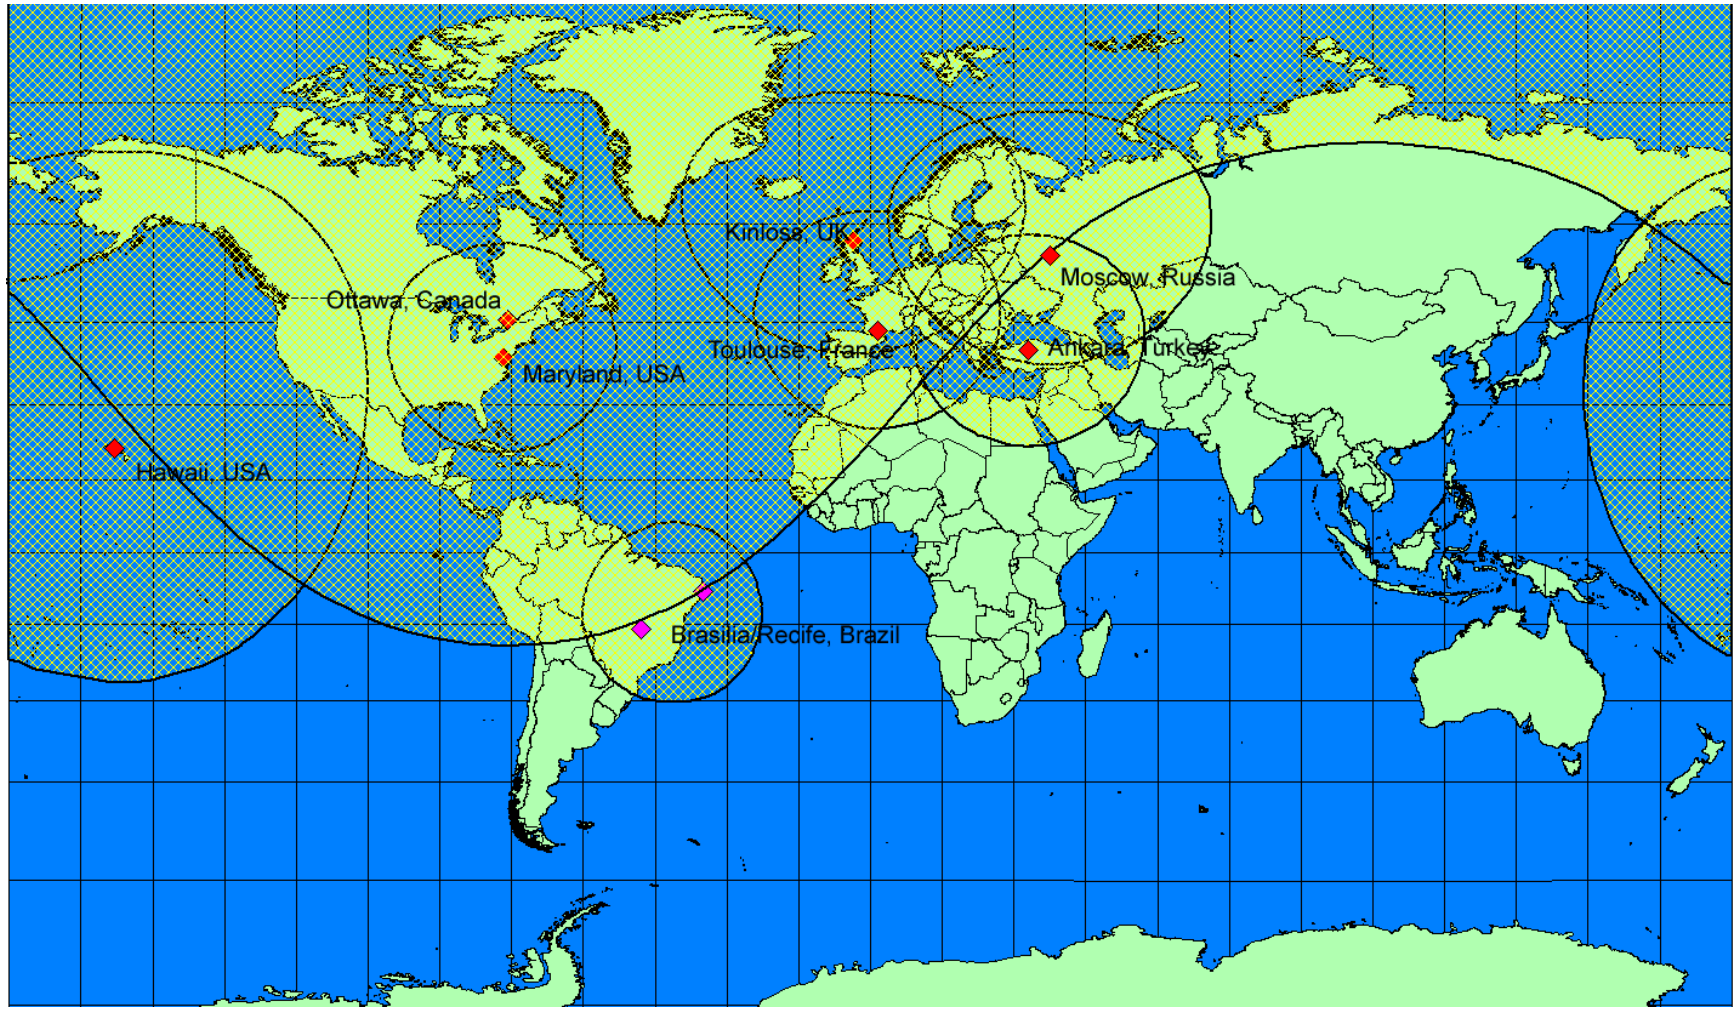 Kinloss, UK
Moscow, Russia
Ottawa, Canada
Toulouse, France
Ankara, Turkey
Maryland, USA
Hawaii, USA
Brasilia/Recife, Brazil